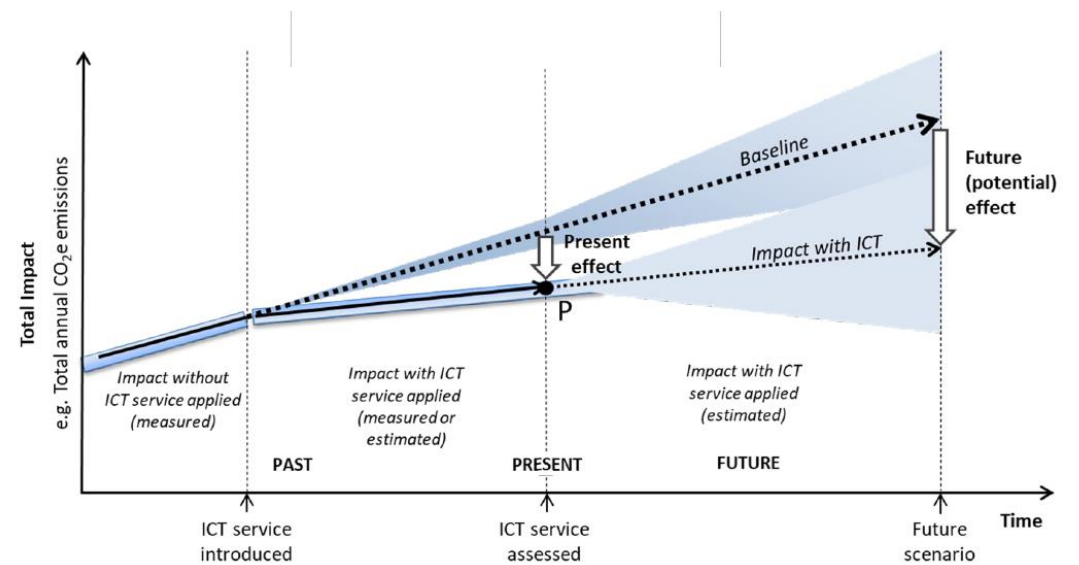 Total Impact
e.g. Total annual CO₂e emissions
Baseline
Future
(potential)
effect
Present
effect
Impact with ICT
P
Impact without
ICT service applied
(measured)
Impact with ICT
service applied
(measured or
estimated)
Impact with ICT
service applied
(estimated)
PAST
PRESENT
FUTURE
ICT service
introduced
ICT service
assessed
Future
scenario
Time